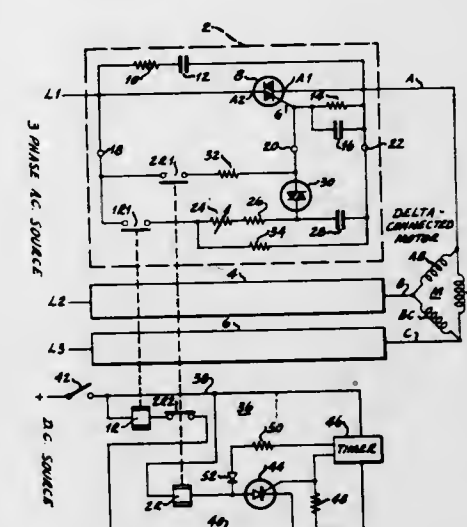 2
10
12
8
A1
A
L1
A2
14
G
16
18
20
22
2R1
32
3 PHASE A.C. SOURCE
30
1R1
24
26
28
34
DELTA-
CONNECTED
MOTOR
AB
4
L2
B
M
BC
6
L3
C
42
38
+
2R2
36
46
1R
50
TIMER
D.C. SOURCE
52
44
2R
48
40